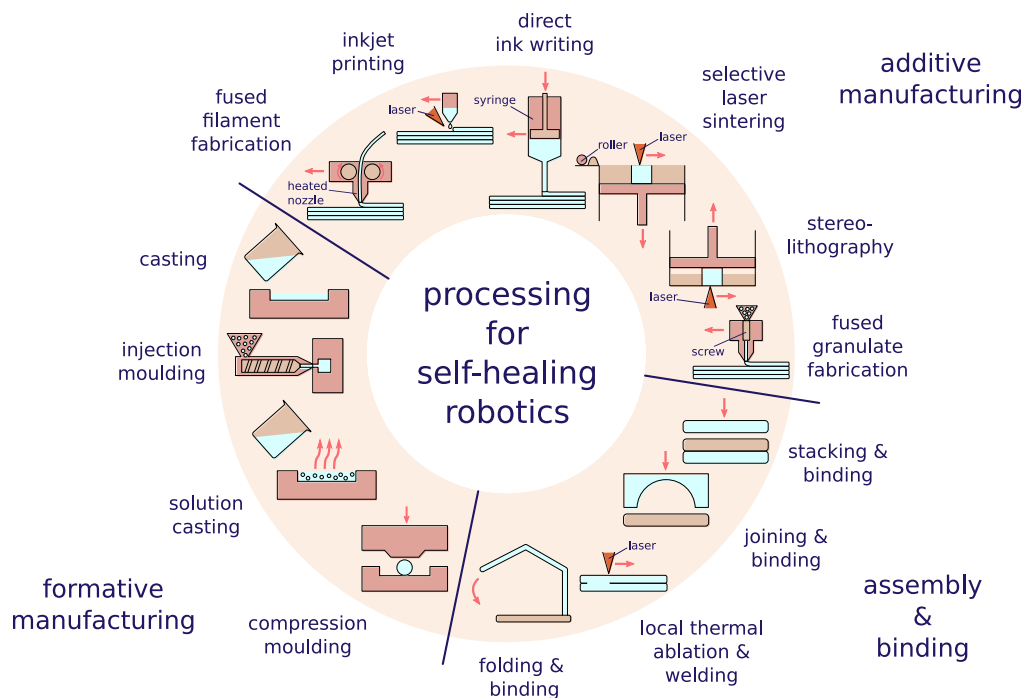 processing
for
self-healing
robotics
additive
manufacturing
fused
filament
fabrication
heated
nozzle
inkjet
printing
laser
direct
ink writing
syringe
selective
laser
sintering
roller
laser
stereo-
lithography
laser
fused
granulate
fabrication
screw
assembly
&
binding
stacking &
binding
joining &
binding
local thermal
ablation &
welding
laser
folding &
binding
formative
manufacturing
compression
moulding
solution
casting
injection
moulding
casting